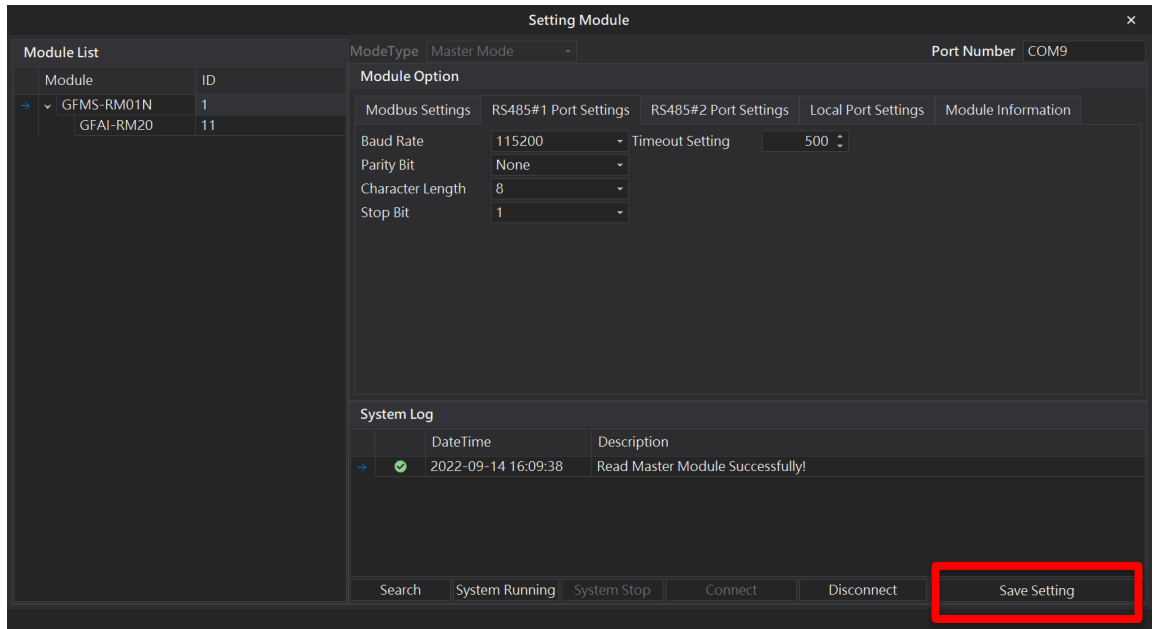 Setting Module
Module List
Module ID
GFMS-RM01N 1
GFAI-RM20 11
ModeType Master Mode Port Number COM9
Module Option
Modbus Settings RS485#1 Port Settings RS485#2 Port Settings Local Port Settings Module Information
Baud Rate 115200 Timeout Setting 500
Parity Bit None
Character Length 8
Stop Bit 1
System Log
DateTime Description
2022-09-14 16:09:38 Read Master Module Successfully!
Search System Running System Stop Connect Disconnect Save Setting